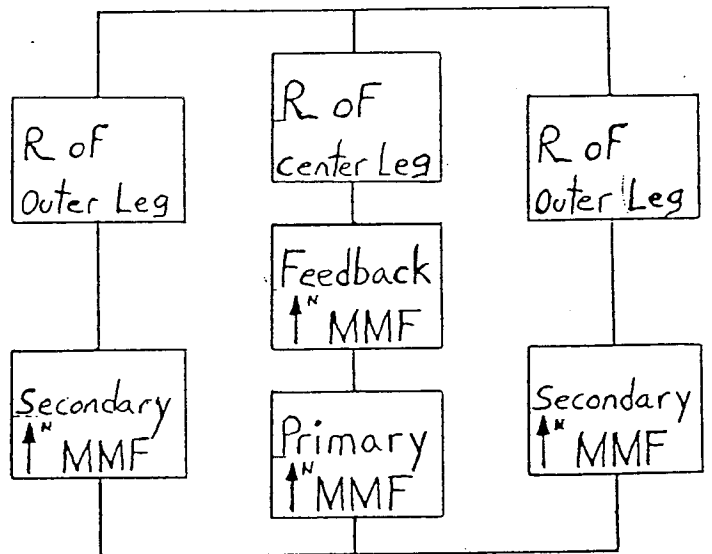 R of
Outer Leg
R of
center Leg
R of
Outer Leg
Feedback
N MMF
Secondary
N MMF
Primary
N MMF
Secondary
N MMF